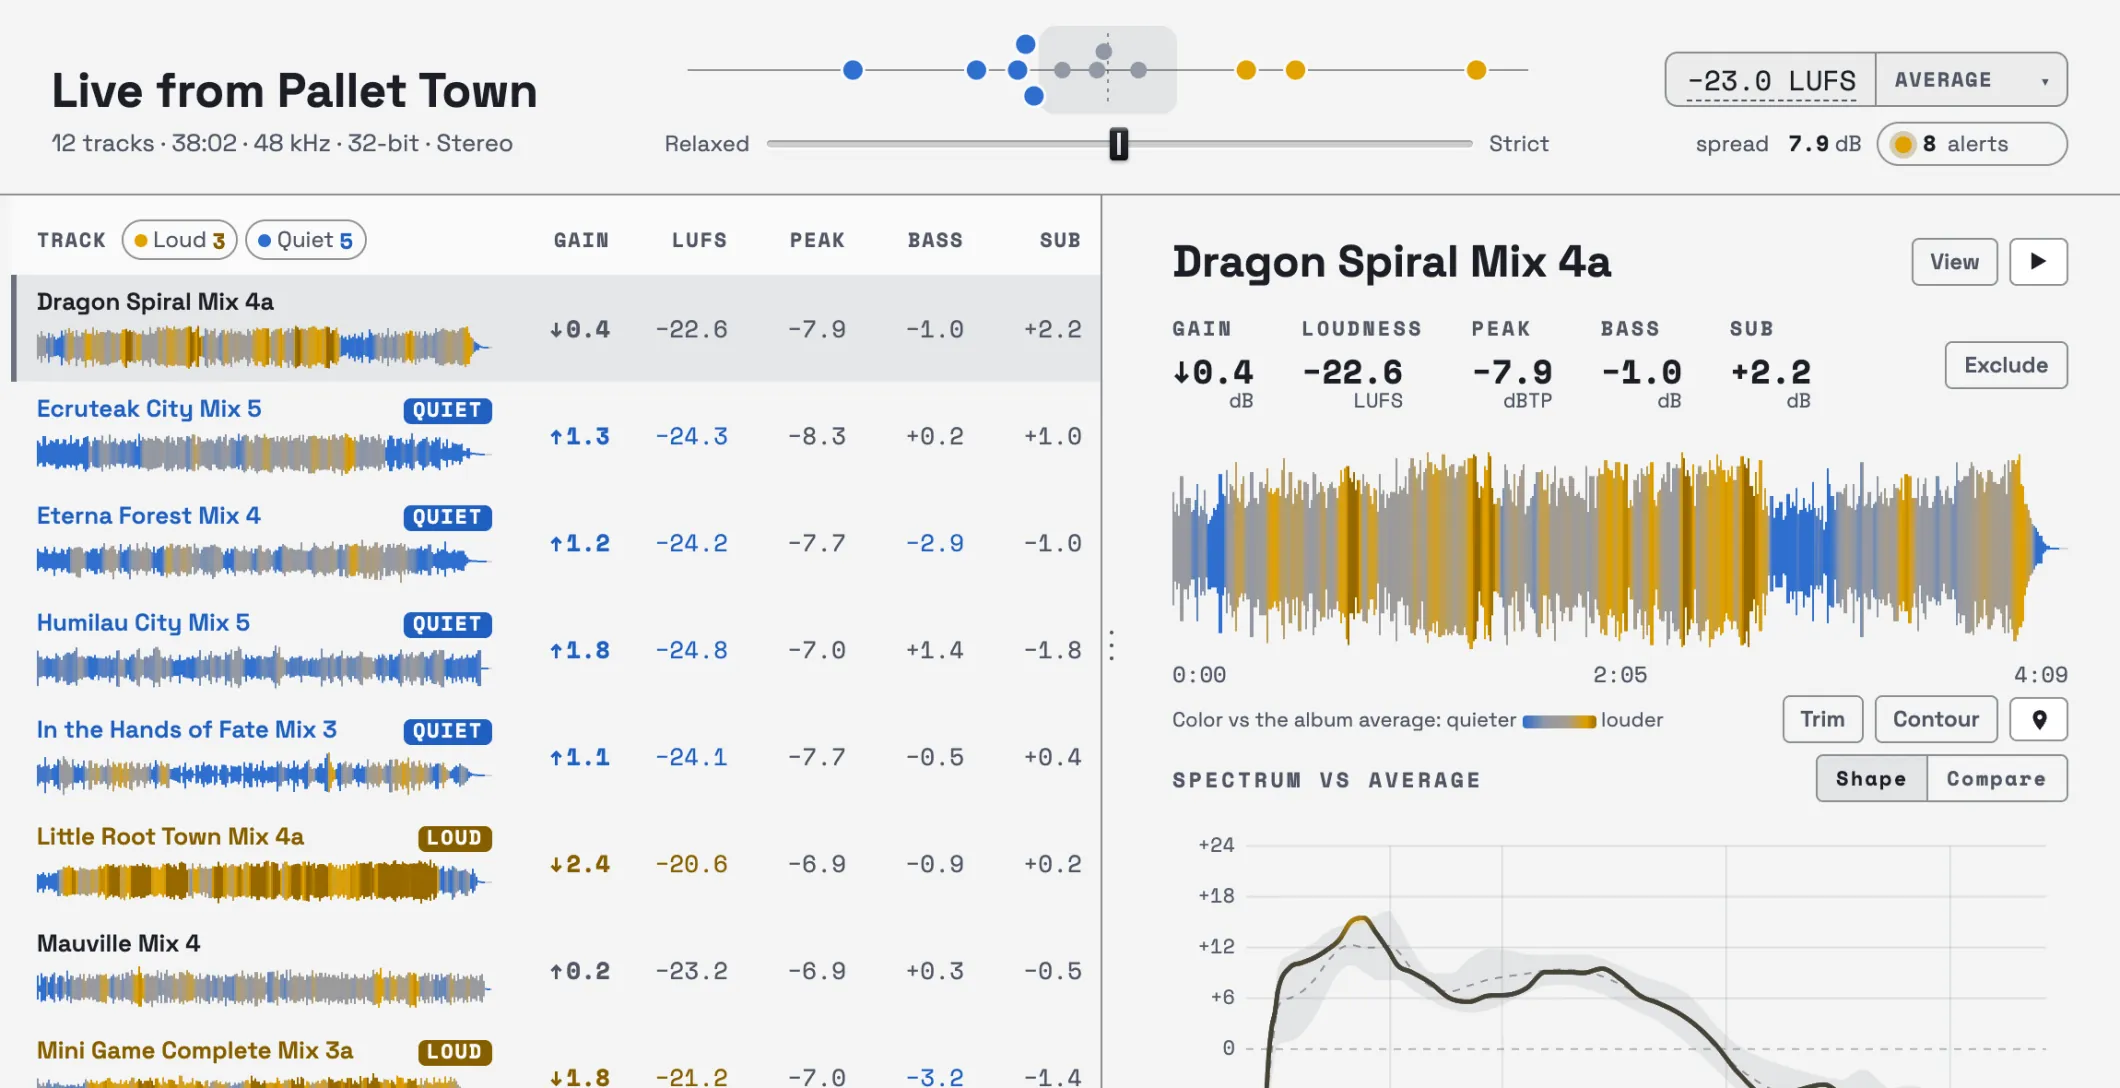 Live from Pallet Town
12 tracks · 38:02 · 48 kHz · 32-bit · Stereo
Relaxed
Strict
-23.0 LUFS
AVERAGE
spread 7.9 dB
8 alerts
TRACK Loud 3 Quiet 5 GAIN LUFS PEAK BASS SUB
Dragon Spiral Mix 4a
↓0.4 -22.6 -7.9 -1.0 +2.2
Ecruteak City Mix 5 QUIET
↑1.3 -24.3 -8.3 +0.2 +1.0
Eterna Forest Mix 4 QUIET
↑1.2 -24.2 -7.7 -2.9 -1.0
Humilau City Mix 5 QUIET
↑1.8 -24.8 -7.0 +1.4 -1.8
In the Hands of Fate Mix 3 QUIET
↑1.1 -24.1 -7.7 -0.5 +0.4
Little Root Town Mix 4a LOUD
↓2.4 -20.6 -6.9 -0.9 +0.2
Mauville Mix 4
↑0.2 -23.2 -6.9 +0.3 -0.5
Mini Game Complete Mix 3a LOUD
↓1.8 -21.2 -7.0 -3.2 -1.4
Dragon Spiral Mix 4a
View
GAIN LOUDNESS PEAK BASS SUB
↓0.4 -22.6 -7.9 -1.0 +2.2
dB LUFS dBTP dB dB
Exclude
0:00 2:05 4:09
Color vs the album average: quieter louder
Trim Contour
SPECTRUM VS AVERAGE
Shape Compare
+24
+18
+12
+6
0